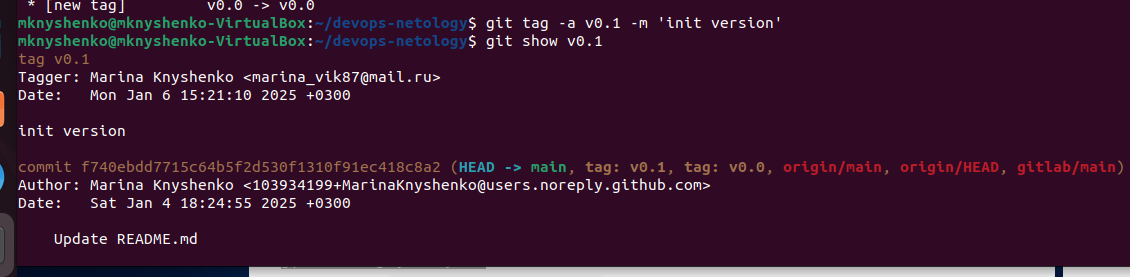 * [new tag]         v0.0 -> v0.0
mknyshenko@mknyshenko-VirtualBox:~/devops-netology$ git tag -a v0.1 -m 'init version'
mknyshenko@mknyshenko-VirtualBox:~/devops-netology$ git show v0.1
tag v0.1
Tagger: Marina Knyshenko <marina_vik87@mail.ru>
Date:   Mon Jan 6 15:21:10 2025 +0300

init version

commit f740ebdd7715c64b5f2d530f1310f91ec418c8a2 (HEAD -> main, tag: v0.1, tag: v0.0, origin/main, origin/HEAD, gitlab/main)
Author: Marina Knyshenko <103934199+MarinaKnyshenko@users.noreply.github.com>
Date:   Sat Jan 4 18:24:55 2025 +0300

    Update README.md